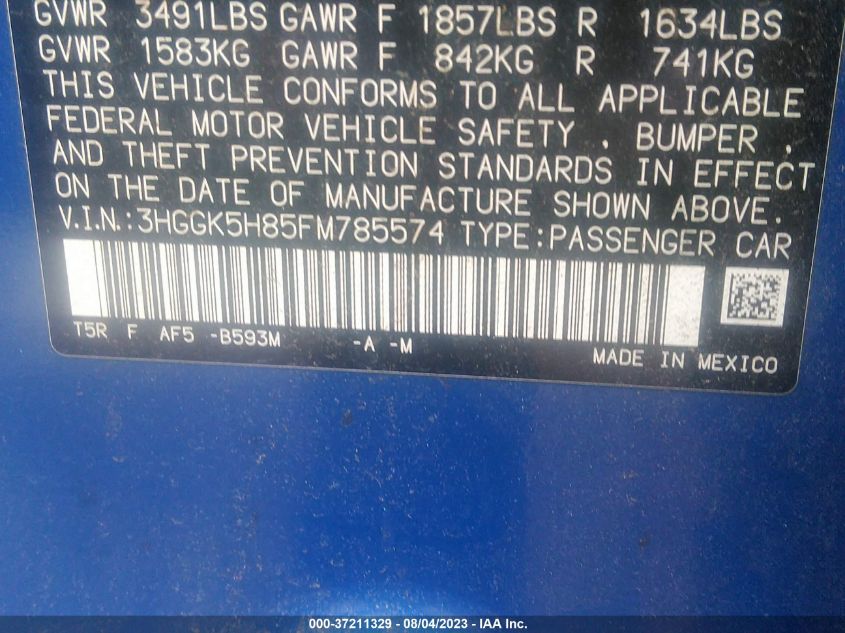 GVWR 3491LBS GAWR F 1857LBS R 1634LBS
GVWR 1583KG GAWR F 842KG R 741KG
THIS VEHICLE CONFORMS TO ALL APPLICABLE
FEDERAL MOTOR VEHICLE SAFETY , BUMPER ,
AND THEFT PREVENTION STANDARDS IN EFFECT
ON THE DATE OF MANUFACTURE SHOWN ABOVE.
V.I.N.:3HGGK5H85FM785574 TYPE:PASSENGER CAR
T5R F AF5 -B593M -A -M
MADE IN MEXICO
000-37211329 - 08/04/2023 - IAA Inc.